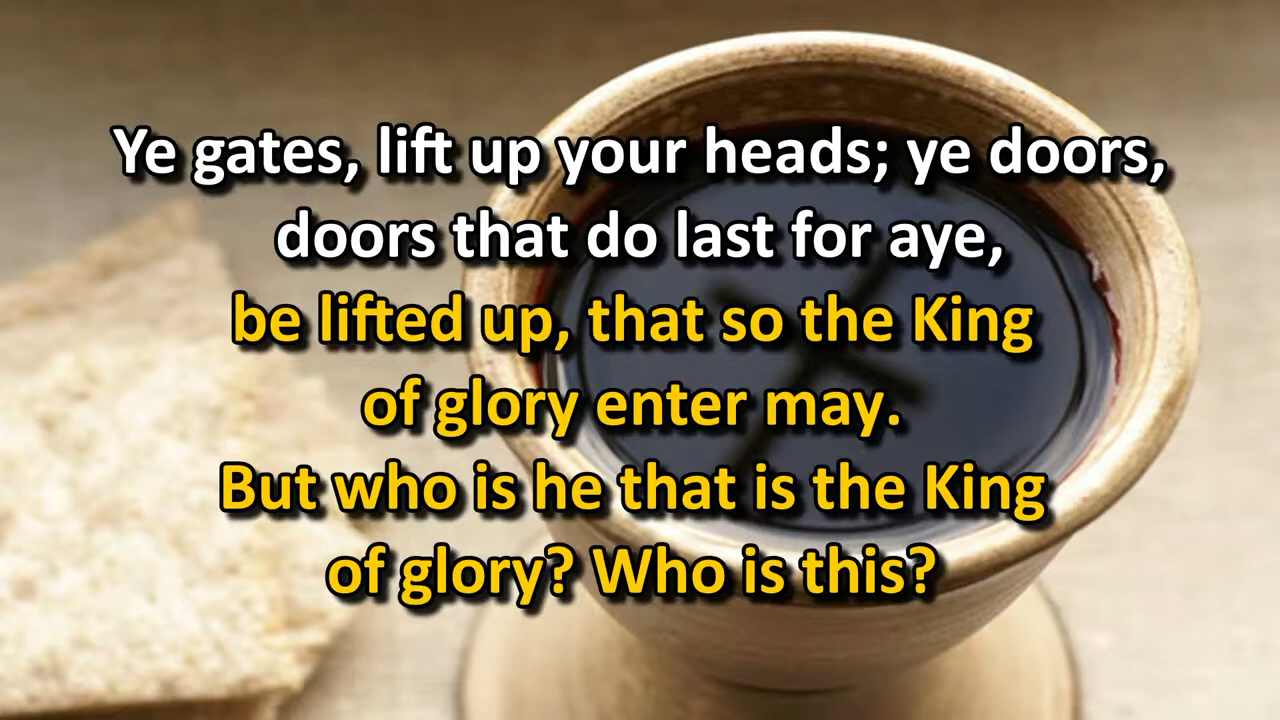 Ye gates, lift up your heads; ye doors,
doors that do last for aye,
be lifted up, that so the King
of glory enter may.
But who is he that is the King
of glory? Who is this?